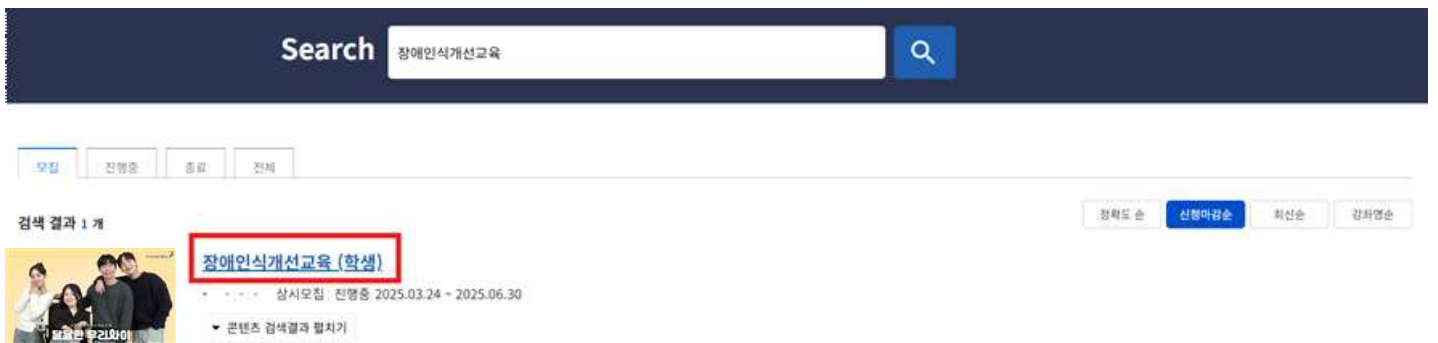 Search 장애인식개선교육
모집 진행중 종료 전체
검색 결과 1 개
정확도 순 신청마감순 최신순 강좌명순
장애인식개선교육 (학생)
상시모집 진행중 2025.03.24 ~ 2025.06.30
▼ 콘텐츠 검색결과 펼치기
달달한 우리와이